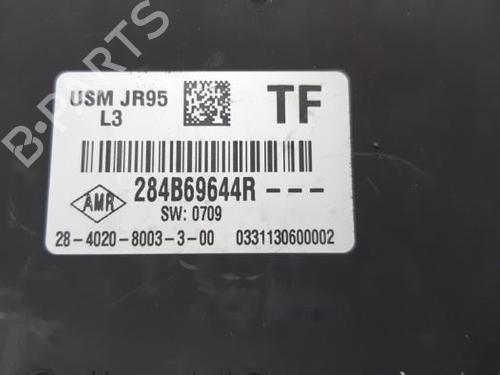 USM JR95
L3
TF
AMR
284B69644R---
SW: 0709
28-4020-8003-3-00 0331130600002
B-PARTS